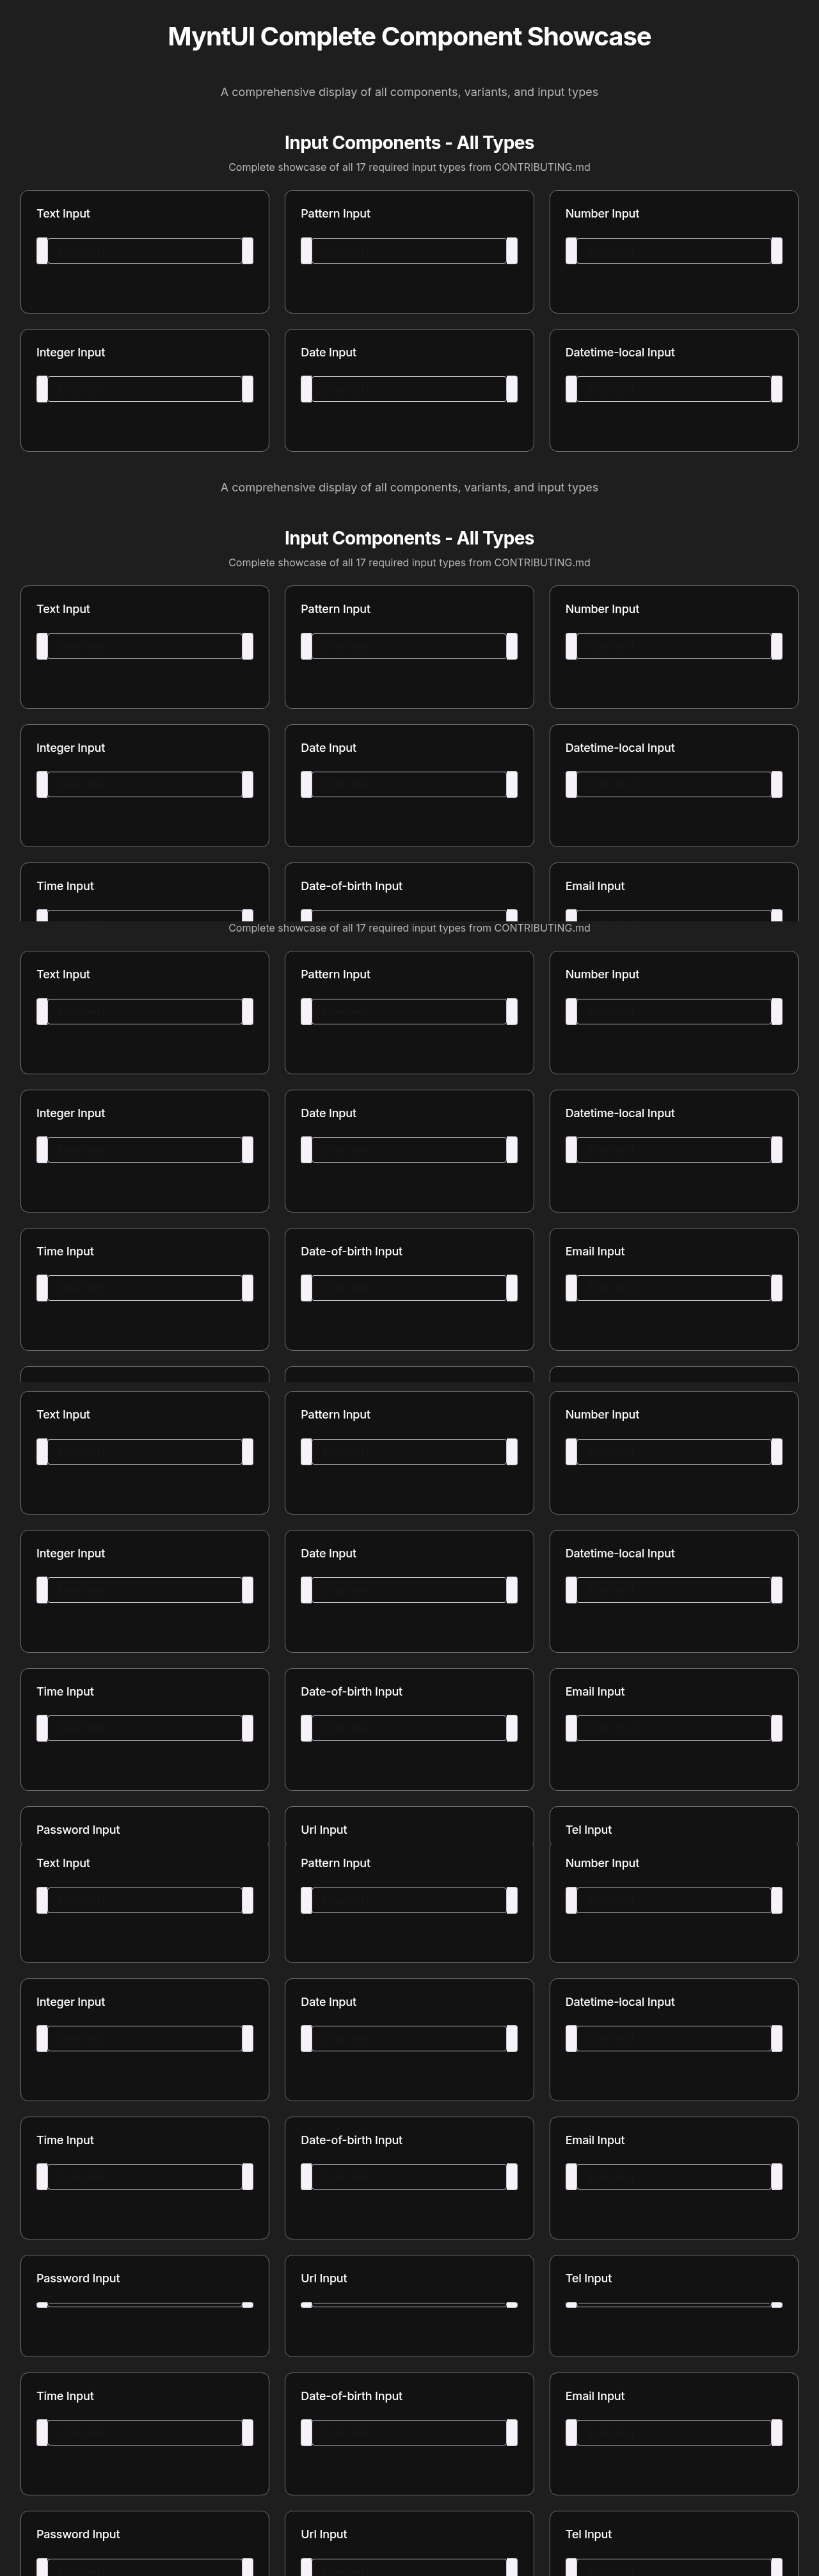 MyntUI Complete Component Showcase
A comprehensive display of all components, variants, and input types
Input Components - All Types
Complete showcase of all 17 required input types from CONTRIBUTING.md
Text Input
Pattern Input
Number Input
Integer Input
Date Input
Datetime-local Input
A comprehensive display of all components, variants, and input types
Input Components - All Types
Complete showcase of all 17 required input types from CONTRIBUTING.md
Text Input
Pattern Input
Number Input
Integer Input
Date Input
Datetime-local Input
Time Input
Date-of-birth Input
Email Input
Complete showcase of all 17 required input types from CONTRIBUTING.md
Text Input
Pattern Input
Number Input
Integer Input
Date Input
Datetime-local Input
Time Input
Date-of-birth Input
Email Input
Text Input
Pattern Input
Number Input
Integer Input
Date Input
Datetime-local Input
Time Input
Date-of-birth Input
Email Input
Password Input
Url Input
Tel Input
Text Input
Pattern Input
Number Input
Integer Input
Date Input
Datetime-local Input
Time Input
Date-of-birth Input
Email Input
Password Input
Url Input
Tel Input
Time Input
Date-of-birth Input
Email Input
Password Input
Url Input
Tel Input